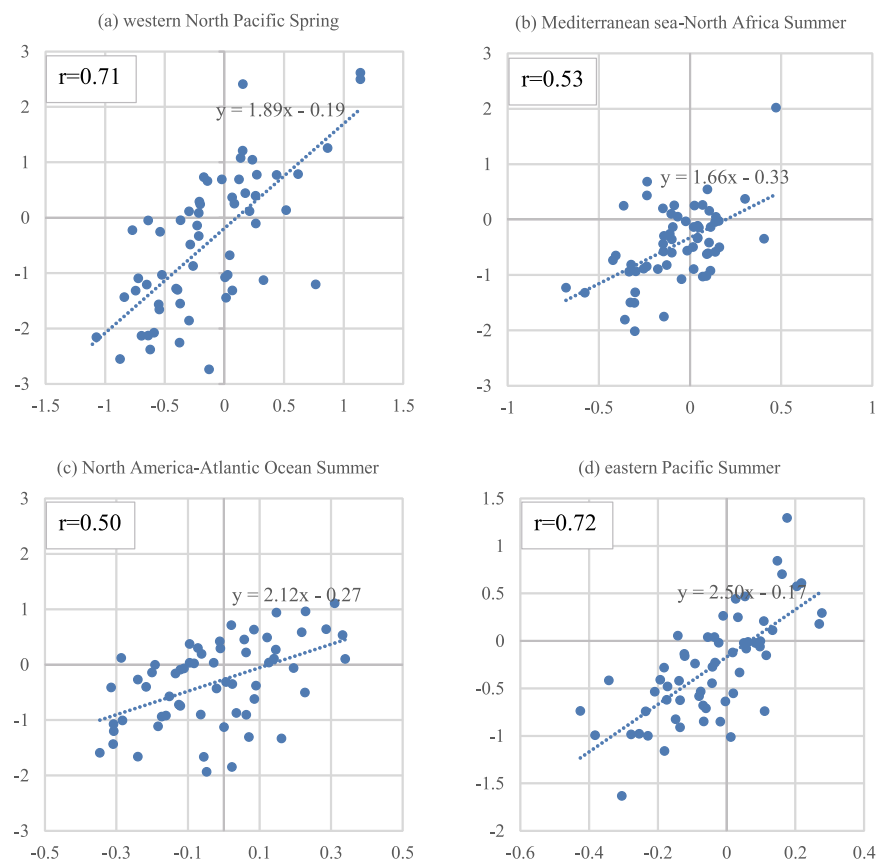 (a) western North Pacific Spring
3
r=0.71
2
y = 1.89x - 0.19
1
0
-1
-2
-3
-1.5 -1 -0.5 0 0.5 1 1.5
(b) Mediterranean sea-North Africa Summer
3
r=0.53
2
1
y = 1.66x - 0.33
0
-1
-2
-3
-1 -0.5 0 0.5 1
(c) North America-Atlantic Ocean Summer
3
r=0.50
2
y = 2.12x - 0.27
1
0
-1
-2
-3
-0.5 -0.3 -0.1 0.1 0.3 0.5
(d) eastern Pacific Summer
1.5
r=0.72
1
y = 2.50x - 0.17
0.5
0
-0.5
-1
-1.5
-2
-0.6 -0.4 -0.2 0 0.2 0.4